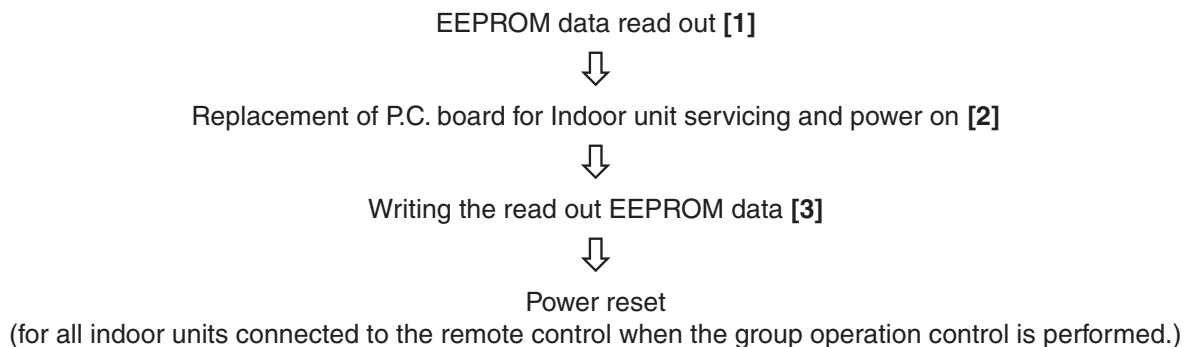 EEPROM data read out [1]
Replacement of P.C. board for Indoor unit servicing and power on [2]
Writing the read out EEPROM data [3]
Power reset
(for all indoor units connected to the remote control when the group operation control is performed.)